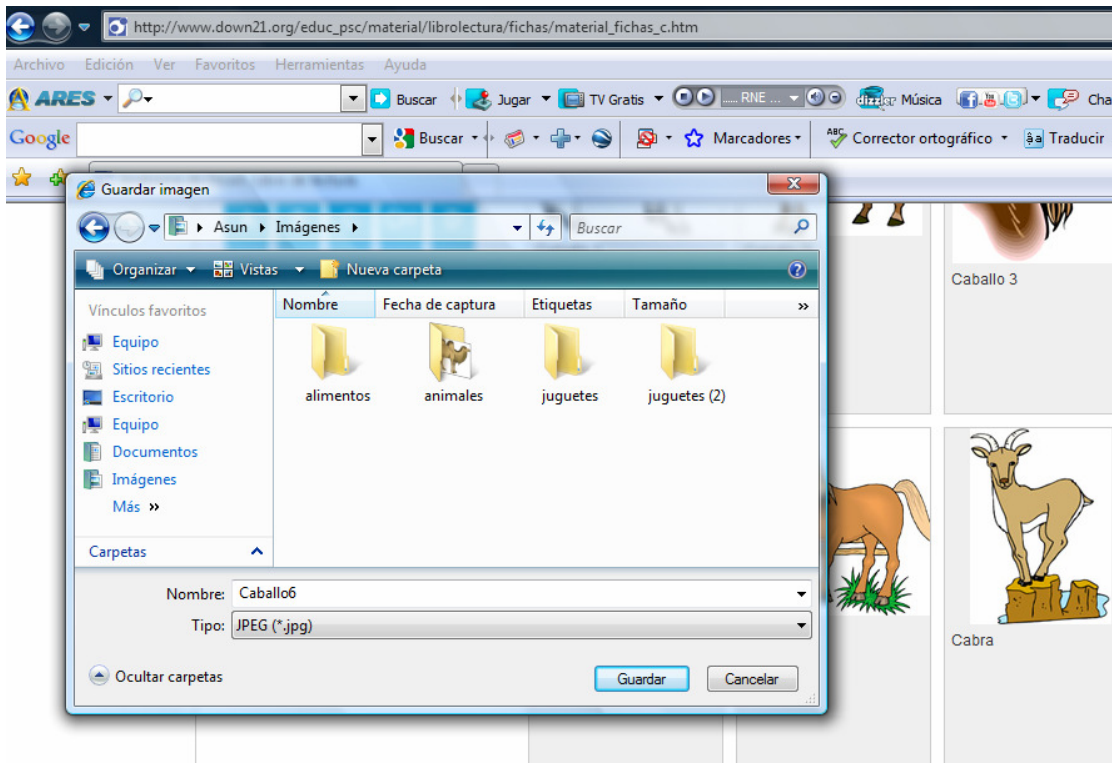 http://www.down21.org/educ_psc/material/librolectura/fichas/material_fichas_c.htm
Archivo Edición Ver Favoritos Herramientas Ayuda
ARES Buscar Jugar TV Gratis ..... RNE ... dizzler Música Cha
Google Buscar Marcadores ABC Corrector ortográfico Traducir
Guardar imagen
Asun Imágenes Buscar
Organizar Vistas Nueva carpeta
Vínculos favoritos
Equipo
Sitios recientes
Escritorio
Equipo
Documentos
Imágenes
Más »
Carpetas
Nombre Fecha de captura Etiquetas Tamaño »
alimentos animales juguetes juguetes (2)
Nombre: Caballo6
Tipo: JPEG (*.jpg)
Ocultar carpetas Guardar Cancelar
Caballo 3
Cabra